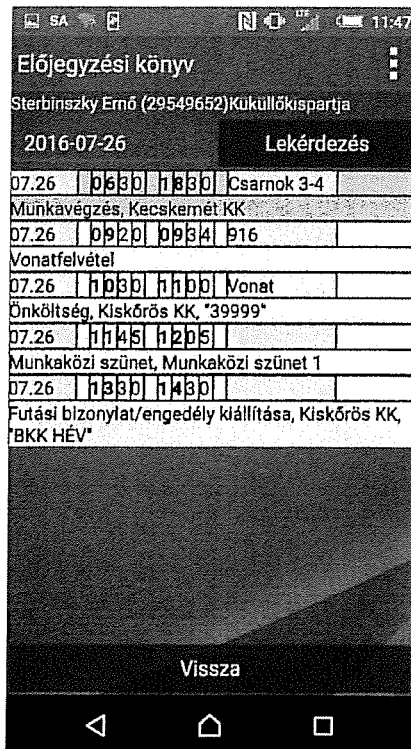 SA
LTE
11:47
Előjegyzési könyv
Sterbinszky Ernő (29549652)Küküllőkispartja
2016-07-26 Lekérdezés
07.26 0630 1830 Csarnok 3-4
Munkavégzés, Kecskemét KK
07.26 0920 0934 916
Vonatfelvétel
07.26 1030 1100 Vonat
Önköltség, Kiskőrös KK, "39999"
07.26 1145 1205
Munkaközi szünet, Munkaközi szünet 1
07.26 1330 1430
Futási bizonylat/engedély kiállítása, Kiskőrös KK,
"BKK HÉV"
Vissza